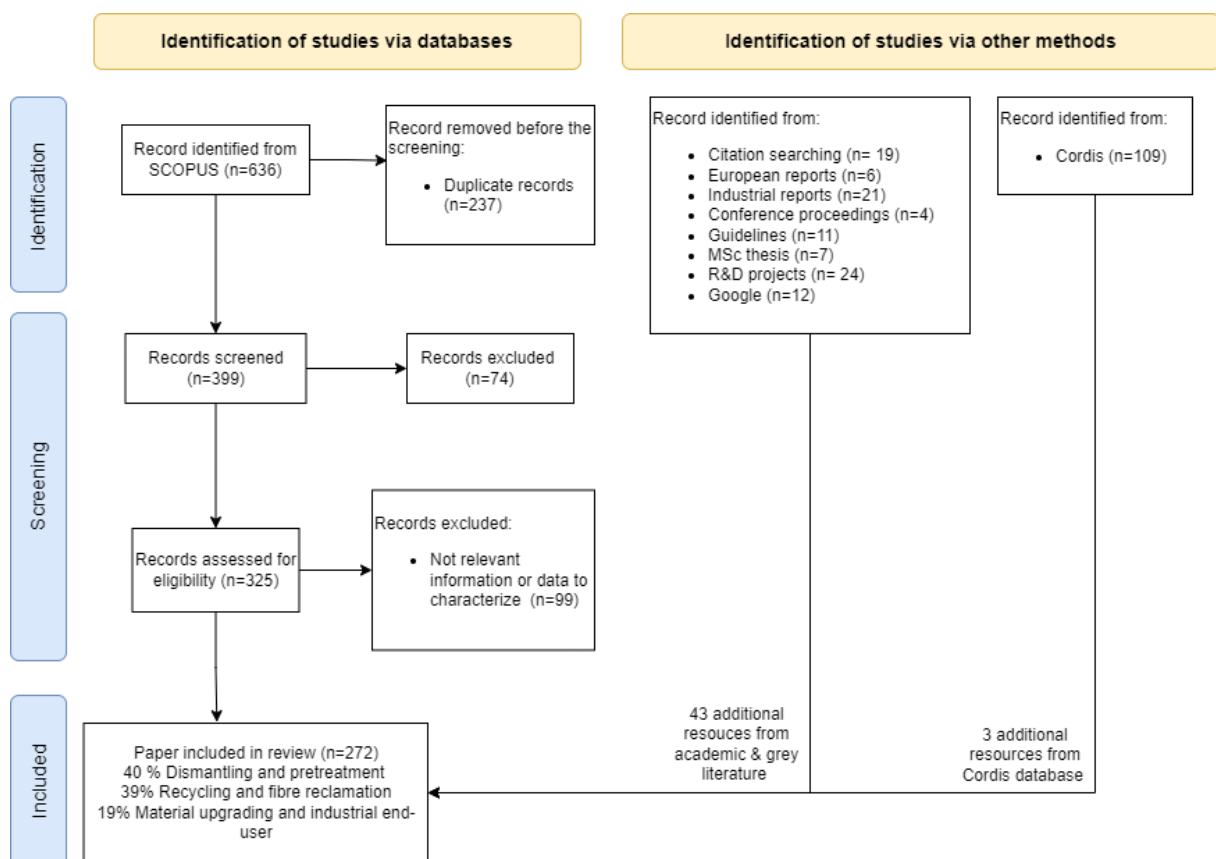 Identification of studies via databases
Identification of studies via other methods
Identification
Record identified from
SCOPUS (n=636)
Record removed before the
screening:
• Duplicate records
(n=237)
Record identified from:
• Citation searching (n= 19)
• European reports (n=6)
• Industrial reports (n=21)
• Conference proceedings (n=4)
• Guidelines (n=11)
• MSc thesis (n=7)
• R&D projects (n= 24)
• Google (n=12)
Record identified from:
• Cordis (n=109)
Screening
Records screened
(n=399)
Records excluded
(n=74)
Records assessed for
eligibility (n=325)
Records excluded:
• Not relevant
information or data to
characterize (n=99)
Included
Paper included in review (n=272)
40 % Dismantling and pretreatment
39% Recycling and fibre reclamation
19% Material upgrading and industrial end-
user
43 additional
resouces from
academic & grey
literature
3 additional
resources from
Cordis database